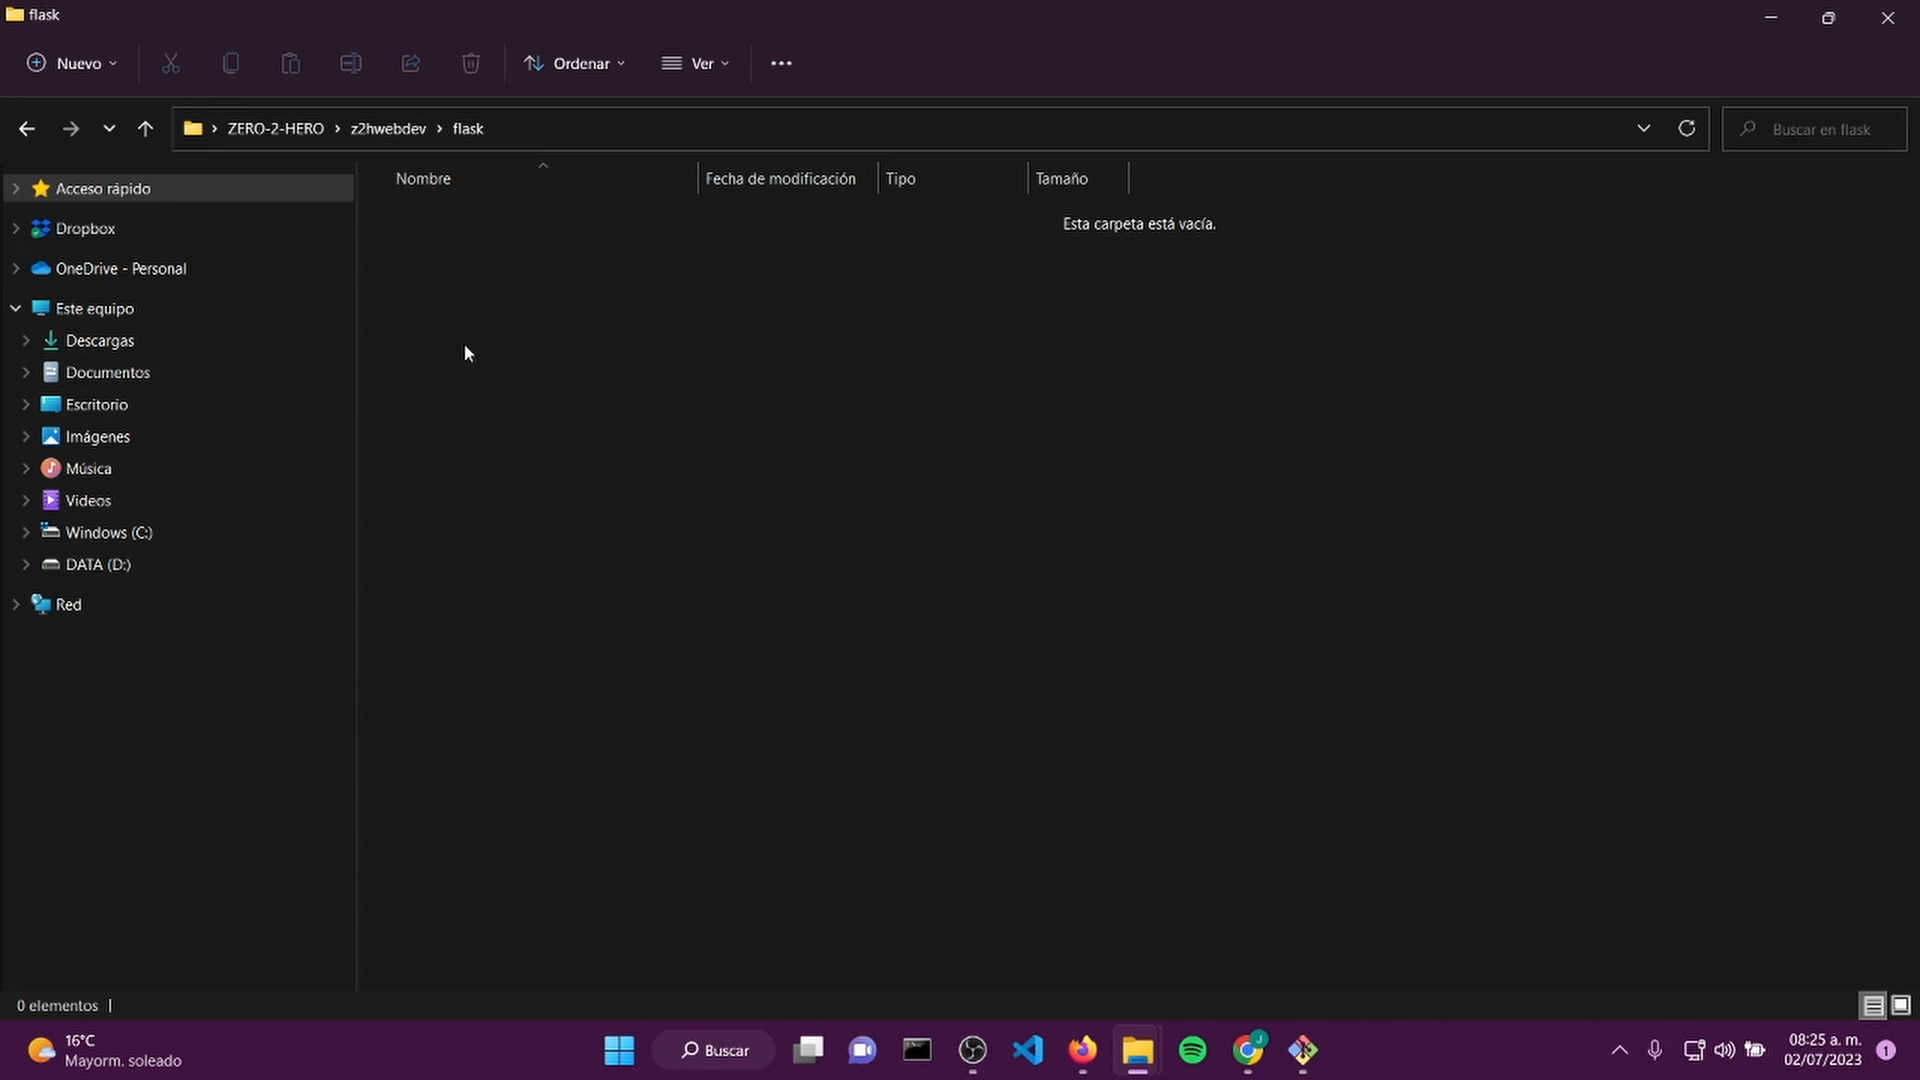 flask
Nuevo
Ordenar
Ver
ZERO-2-HERO › z2hwebdev › flask
Buscar en flask
Nombre
Fecha de modificación
Tipo
Tamaño
Esta carpeta está vacía.
Acceso rápido
Dropbox
OneDrive - Personal
Este equipo
Descargas
Documentos
Escritorio
Imágenes
Música
Videos
Windows (C:)
DATA (D:)
Red
0 elementos
16°C
Mayorm. soleado
Buscar
J
08:25 a. m.
02/07/2023
1